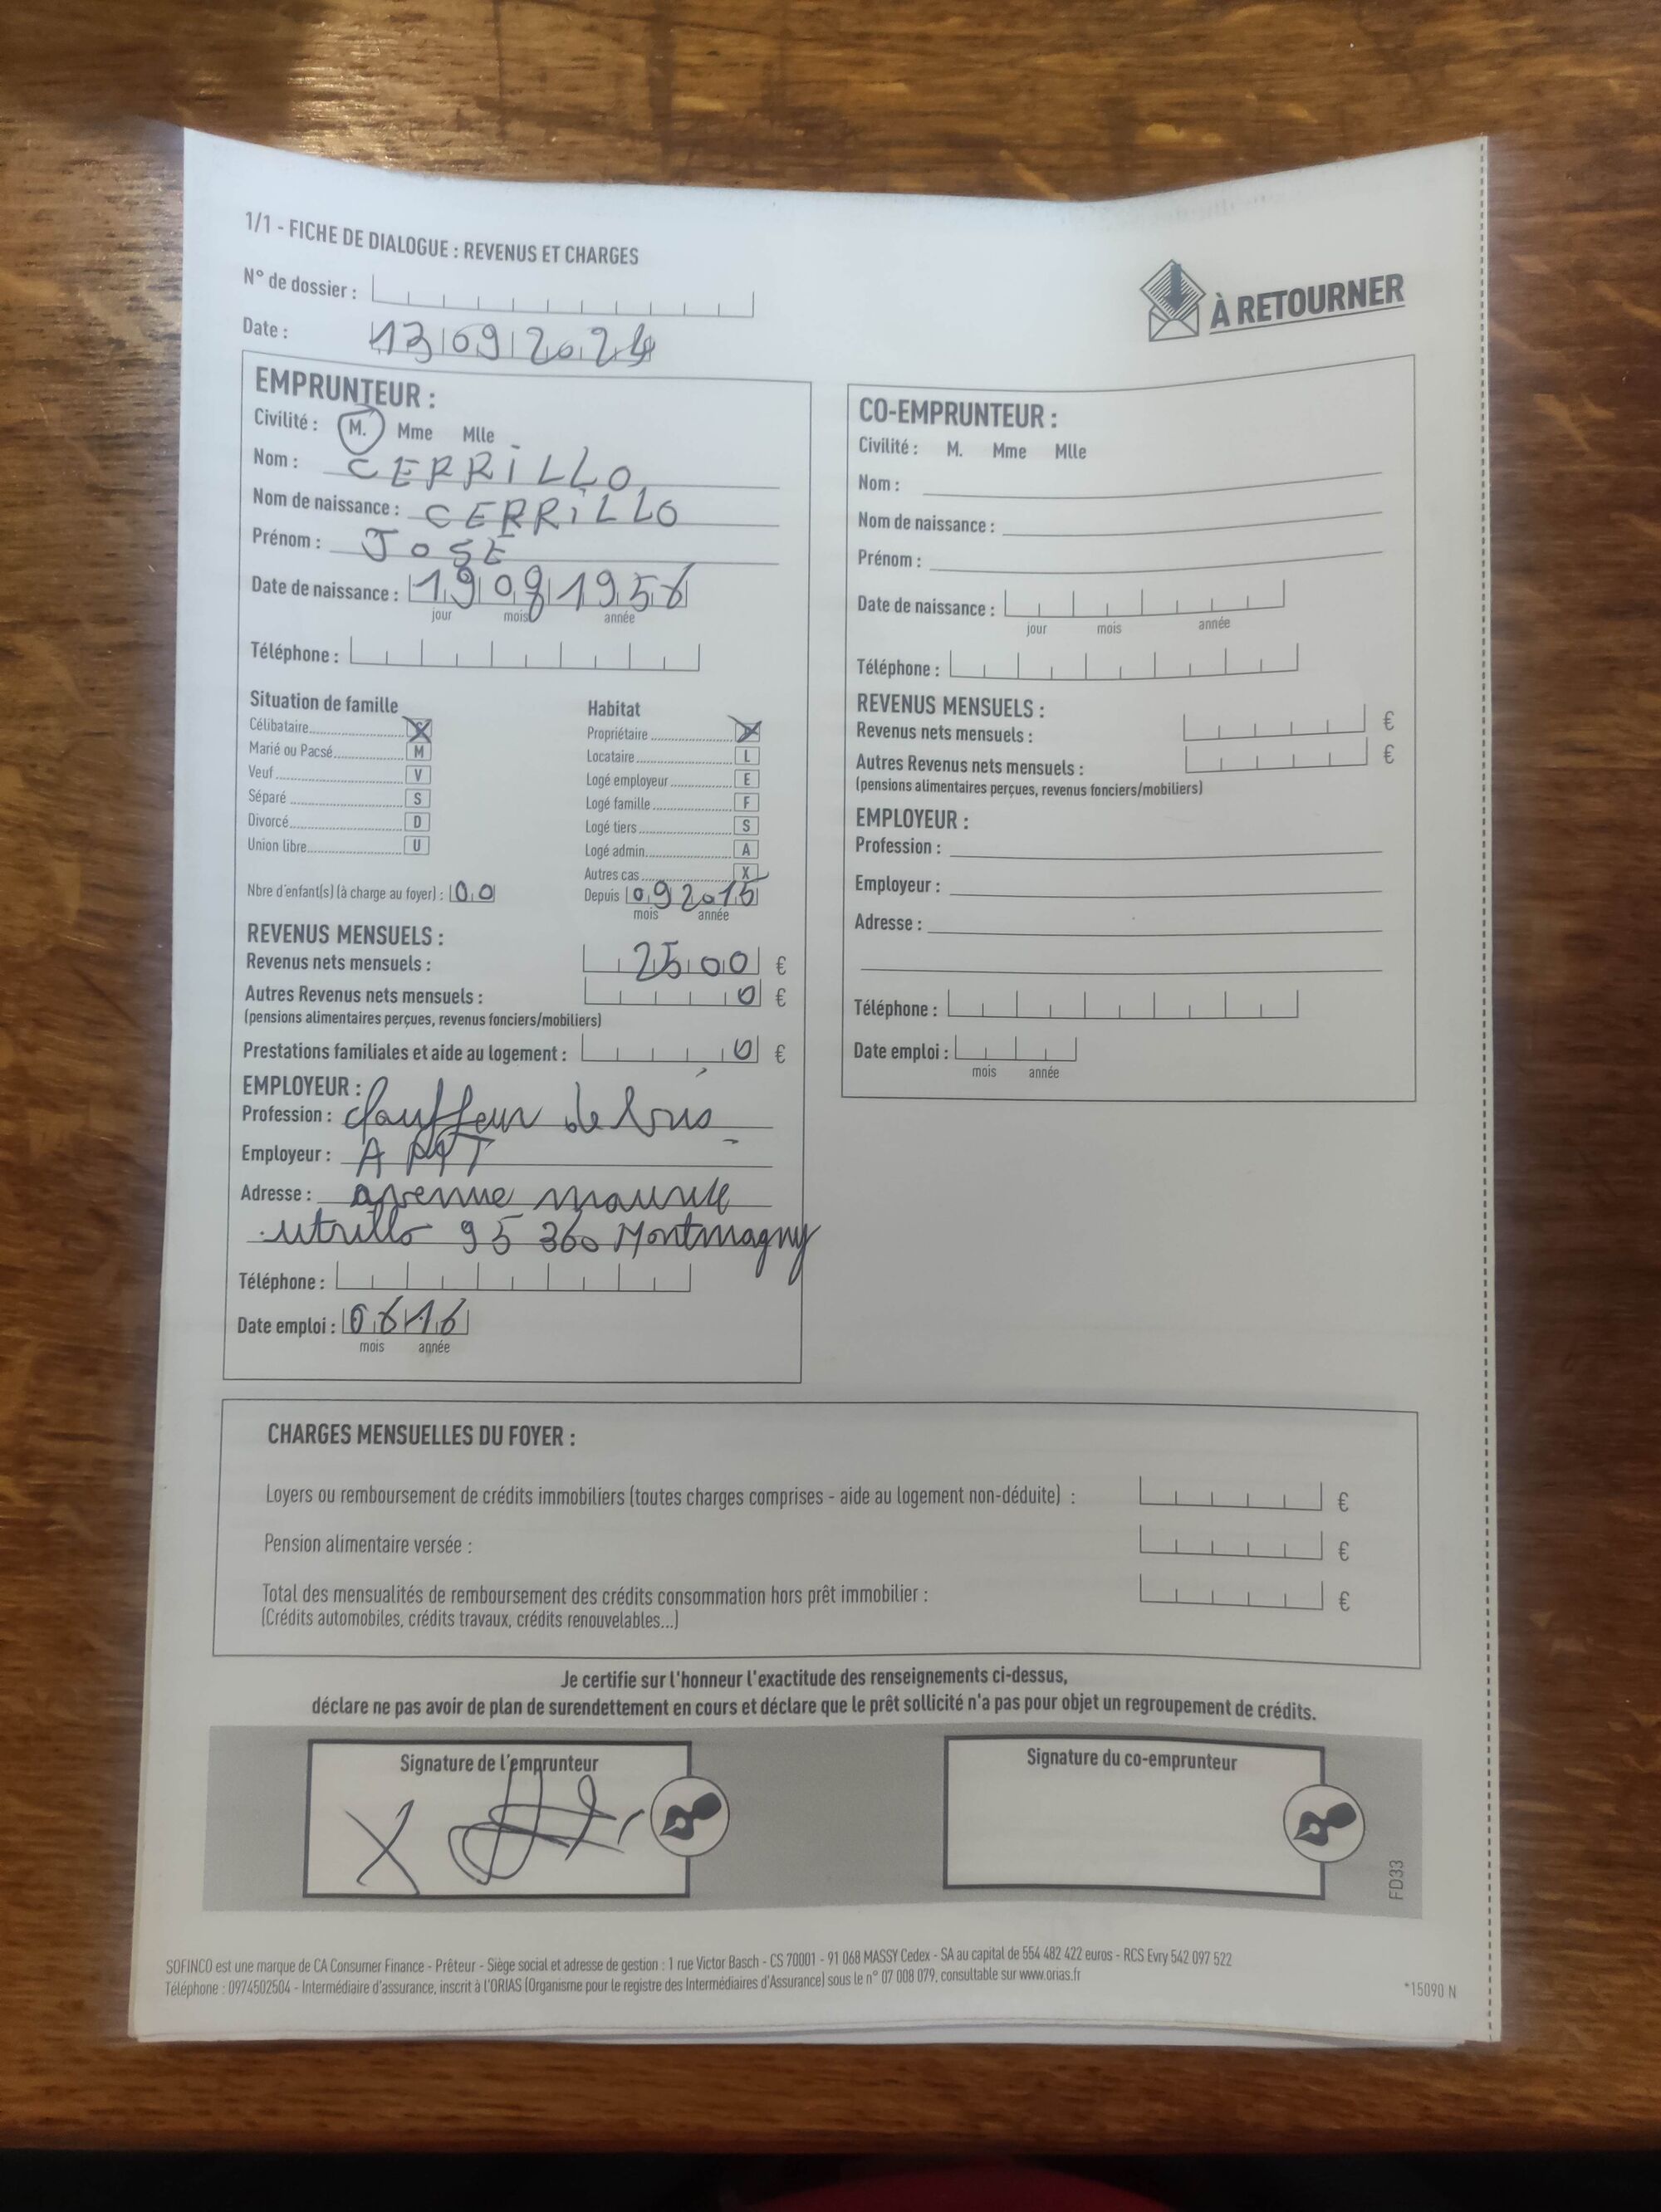 1/1 - FICHE DE DIALOGUE : REVENUS ET CHARGES
N° de dossier :
Date : 13 09 2024
À RETOURNER
EMPRUNTEUR :
Civilité : M. Mme Mlle
Nom : CERRILLO
Nom de naissance : CERRILLO
Prénom : JOSE
Date de naissance : 19 08 1956
jour mois année
Téléphone :
Situation de famille
Célibataire
Marié ou Pacsé M
Veuf V
Séparé S
Divorcé D
Union libre U
Nbre d'enfant(s) (à charge au foyer) : 00
Habitat
Propriétaire
Locataire L
Logé employeur E
Logé famille F
Logé tiers S
Logé admin. A
Autres cas X
Depuis 09 2015
mois année
REVENUS MENSUELS :
Revenus nets mensuels : 2500 €
Autres Revenus nets mensuels : 0 €
(pensions alimentaires perçues, revenus fonciers/mobiliers)
Prestations familiales et aide au logement : 0 €
EMPLOYEUR :
Profession : chauffeur de bus
Employeur : A
Adresse : avenue maurice
utrillo 95 360 Montmagny
Téléphone :
Date emploi : 06 16
mois année
CO-EMPRUNTEUR :
Civilité : M. Mme Mlle
Nom :
Nom de naissance :
Prénom :
Date de naissance :
jour mois année
Téléphone :
REVENUS MENSUELS :
Revenus nets mensuels : €
Autres Revenus nets mensuels : €
(pensions alimentaires perçues, revenus fonciers/mobiliers)
EMPLOYEUR :
Profession :
Employeur :
Adresse :
Téléphone :
Date emploi :
mois année
CHARGES MENSUELLES DU FOYER :
Loyers ou remboursement de crédits immobiliers (toutes charges comprises - aide au logement non-déduite) : €
Pension alimentaire versée : €
Total des mensualités de remboursement des crédits consommation hors prêt immobilier : €
(Crédits automobiles, crédits travaux, crédits renouvelables...)
Je certifie sur l'honneur l'exactitude des renseignements ci-dessus,
déclare ne pas avoir de plan de surendettement en cours et déclare que le prêt sollicité n'a pas pour objet un regroupement de crédits.
Signature de l'emprunteur
X
Signature du co-emprunteur
FD33
SOFINCO est une marque de CA Consumer Finance - Prêteur - Siège social et adresse de gestion : 1 rue Victor Basch - CS 70001 - 91 068 MASSY Cedex - SA au capital de 554 482 422 euros - RCS Evry 542 097 522
Téléphone : 0974502504 - Intermédiaire d'assurance, inscrit à l'ORIAS (Organisme pour le registre des Intermédiaires d'Assurance) sous le n° 07 008 079, consultable sur www.orias.fr
*15090 N